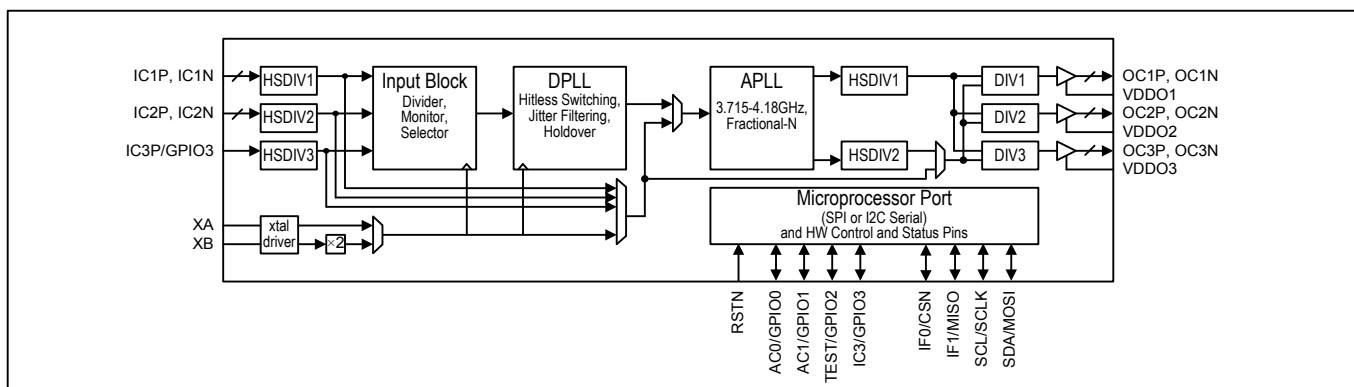 IC1P, IC1N
HSDIV1
IC2P, IC2N
HSDIV2
IC3P/GPIO3
HSDIV3
XA
XB
xtal
driver
×2
Input Block
Divider,
Monitor,
Selector
DPLL
Hitless Switching,
Jitter Filtering,
Holdover
APLL
3.715-4.18GHz,
Fractional-N
HSDIV1
HSDIV2
DIV1
DIV2
DIV3
OC1P, OC1N
VDDO1
OC2P, OC2N
VDDO2
OC3P, OC3N
VDDO3
Microprocessor Port
(SPI or I2C Serial)
and HW Control and Status Pins
RSTN
AC0/GPIO0
AC1/GPIO1
TEST/GPIO2
IC3/GPIO3
IF0/CSN
IF1/MISO
SCL/SCLK
SDA/MOSI